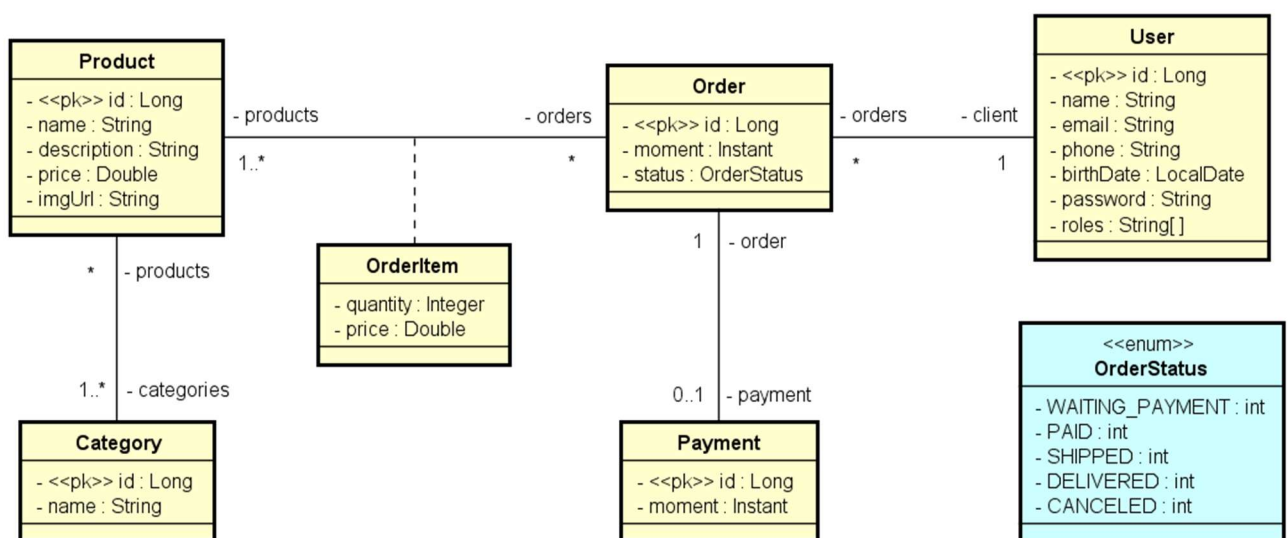 Product
- <<pk>> id : Long
- name : String
- description : String
- price : Double
- imgUrl : String
- products
1..*
- orders
*
Order
- <<pk>> id : Long
- moment : Instant
- status : OrderStatus
- orders
*
- client
1
User
- <<pk>> id : Long
- name : String
- email : String
- phone : String
- birthDate : LocalDate
- password : String
- roles : String[ ]
* - products
OrderItem
- quantity : Integer
- price : Double
1 - order
1..* - categories
0..1 - payment
Category
- <<pk>> id : Long
- name : String
Payment
- <<pk>> id : Long
- moment : Instant
<<enum>>
OrderStatus
- WAITING_PAYMENT : int
- PAID : int
- SHIPPED : int
- DELIVERED : int
- CANCELED : int